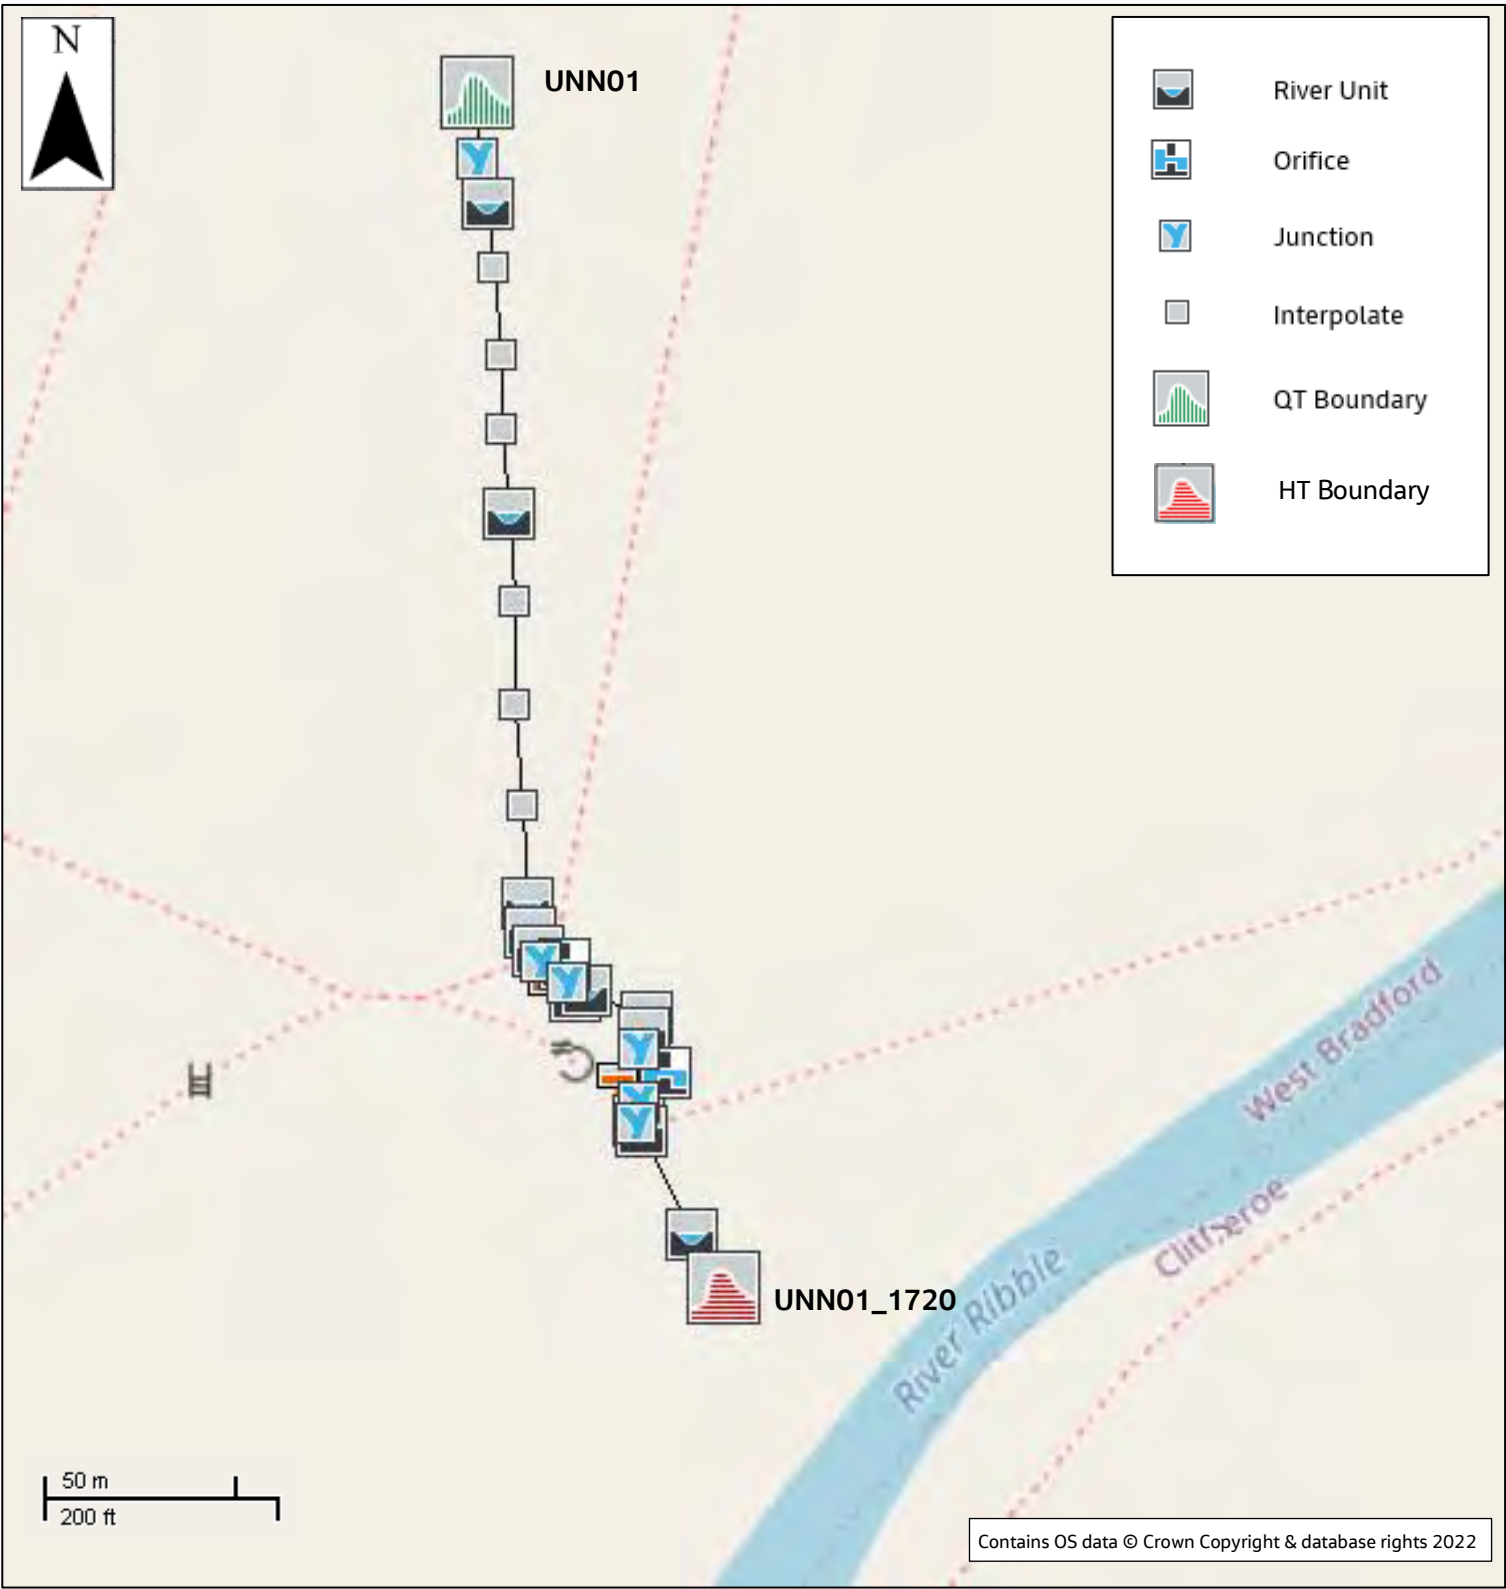 N
UNN01
River Unit
Orifice
Junction
Interpolate
QT Boundary
HT Boundary
West Bradford
Clitheroe
River Ribble
UNN01_1720
50 m
200 ft
Contains OS data © Crown Copyright & database rights 2022